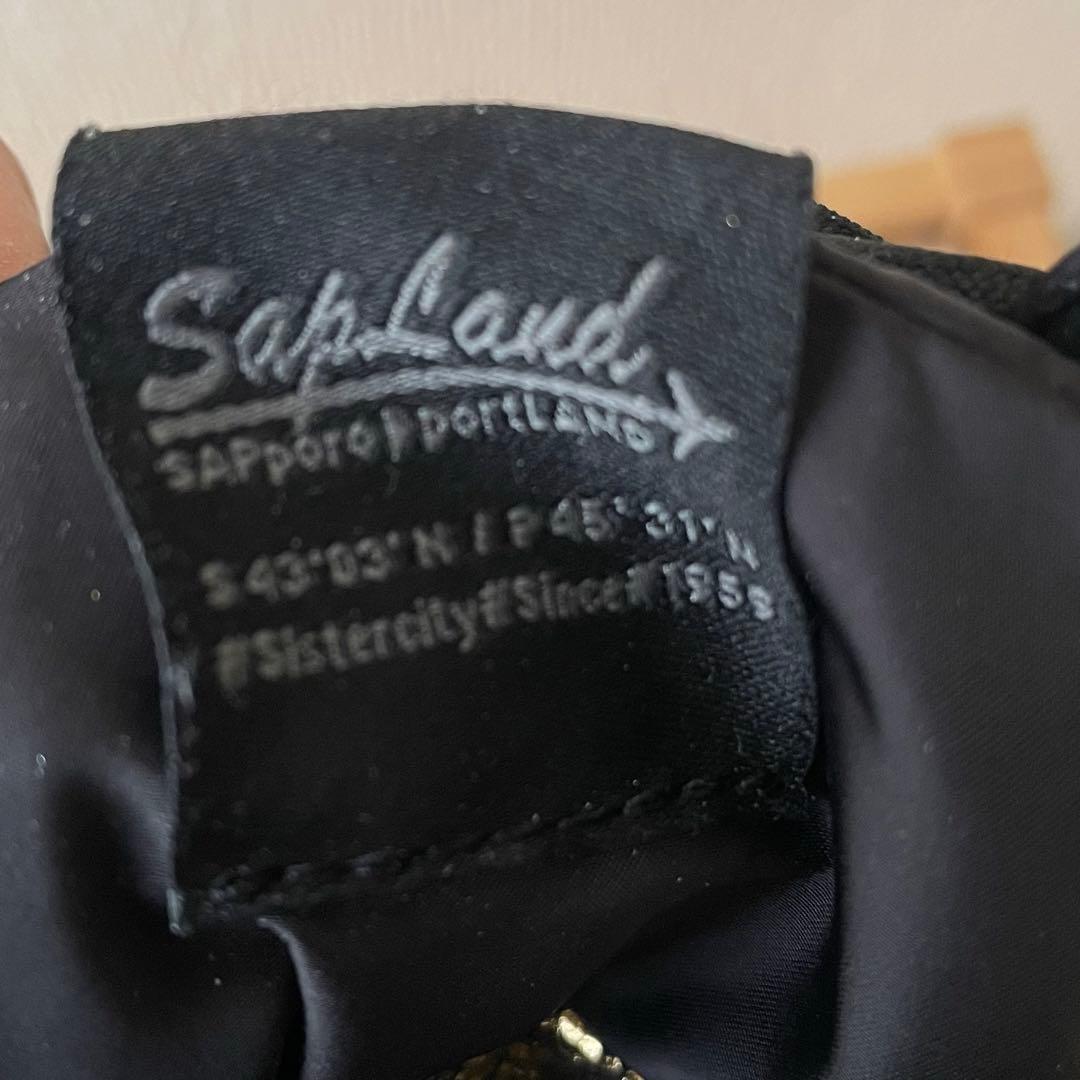 SapLand
SAPporo | portLAND
S 43°03' N / P 45° 31' N
#Sistercity#Since#1959